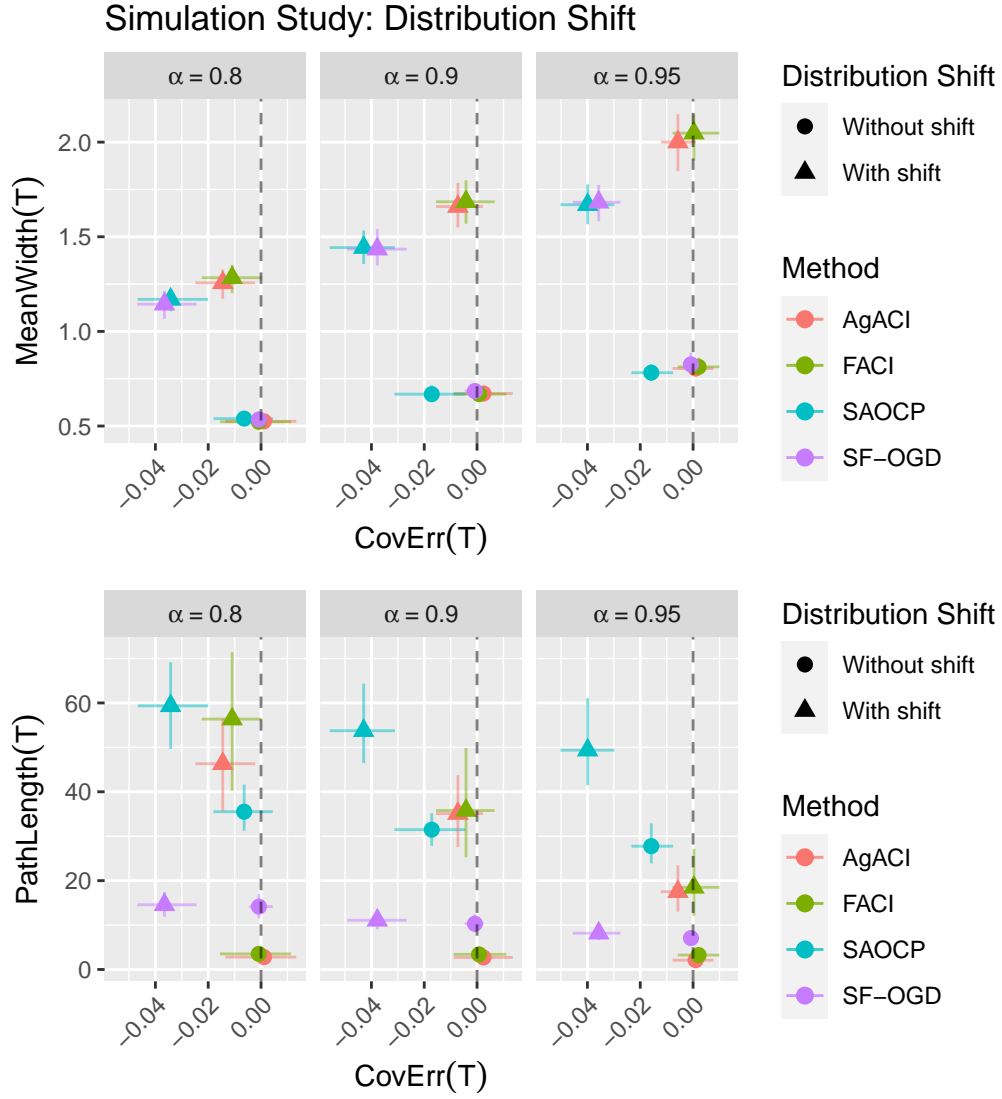 Simulation Study: Distribution Shift
α = 0.8
α = 0.9
α = 0.95
MeanWidth(T)
2.0
1.5
1.0
0.5
−0.04
−0.02
0.00
−0.04
−0.02
0.00
−0.04
−0.02
0.00
CovErr(T)
Distribution Shift
Without shift
With shift
Method
AgACI
FACI
SAOCP
SF−OGD
α = 0.8
α = 0.9
α = 0.95
PathLength(T)
60
40
20
0
−0.04
−0.02
0.00
−0.04
−0.02
0.00
−0.04
−0.02
0.00
CovErr(T)
Distribution Shift
Without shift
With shift
Method
AgACI
FACI
SAOCP
SF−OGD